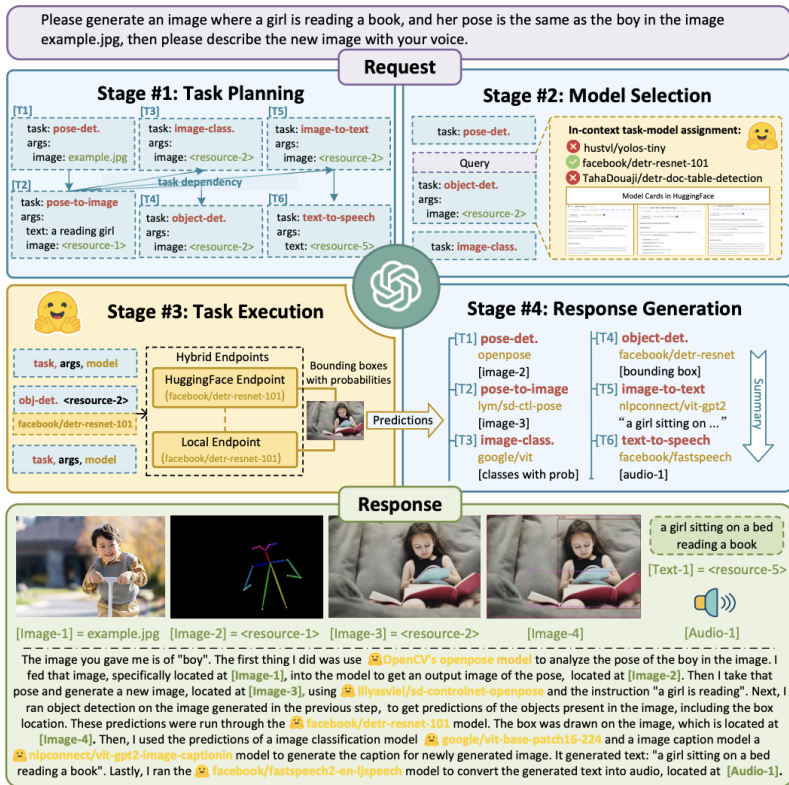 Please generate an image where a girl is reading a book, and her pose is the same as the boy in the image
example.jpg, then please describe the new image with your voice.
Request
Stage #1: Task Planning
[T1]
task: pose-det.
args:
image: example.jpg
[T3]
task: image-class.
args:
image: <resource-2>
[T5]
task: image-to-text
args:
image: <resource-2>
task dependency
[T2]
task: pose-to-image
args:
text: a reading girl
image: <resource-1>
[T4]
task: object-det.
args:
image: <resource-2>
[T6]
task: text-to-speech
args:
text: <resource-5>
Stage #2: Model Selection
task: pose-det.
Query
task: object-det.
args:
image: <resource-2>
task: image-class.
In-context task-model assignment:
hustvl/yolos-tiny
facebook/detr-resnet-101
TahaDouaji/detr-doc-table-detection
Model Cards in HuggingFace
Stage #3: Task Execution
task, args, model
obj-det. <resource-2>
facebook/detr-resnet-101
task, args, model
Hybrid Endpoints
HuggingFace Endpoint
(facebook/detr-resnet-101)
Local Endpoint
(facebook/detr-resnet-101)
Bounding boxes
with probabilities
Predictions
Stage #4: Response Generation
[T1] pose-det.
openpose
[image-2]
[T2] pose-to-image
lym/sd-ctl-pose
[image-3]
[T3] image-class.
google/vit
[classes with prob]
[T4] object-det.
facebook/detr-resnet
[bounding box]
[T5] image-to-text
nlpconnect/vit-gpt2
“a girl sitting on ...”
[T6] text-to-speech
facebook/fastspeech
[audio-1]
Summary
Response
[Image-1] = example.jpg
[Image-2] = <resource-1>
[Image-3] = <resource-2>
[Image-4]
a girl sitting on a bed
reading a book
[Text-1] = <resource-5>
[Audio-1]
The image you gave me is of "boy". The first thing I did was use OpenCV's openpose model to analyze the pose of the boy in the image. I
fed that image, specifically located at [Image-1], into the model to get an output image of the pose, located at [Image-2]. Then I take that
pose and generate a new image, located at [Image-3], using lllyasviel/sd-controlnet-openpose and the instruction "a girl is reading". Next, I
ran object detection on the image generated in the previous step, to get predictions of the objects present in the image, including the box
location. These predictions were run through the facebook/detr-resnet-101 model. The box was drawn on the image, which is located at
[Image-4]. Then, I used the predictions of a image classification model google/vit-base-patch16-224 and a image caption model a
nlpconnect/vit-gpt2-image-captionin model to generate the caption for newly generated image. It generated text: "a girl sitting on a bed
reading a book". Lastly, I ran the facebook/fastspeech2-en-ljspeech model to convert the generated text into audio, located at [Audio-1].